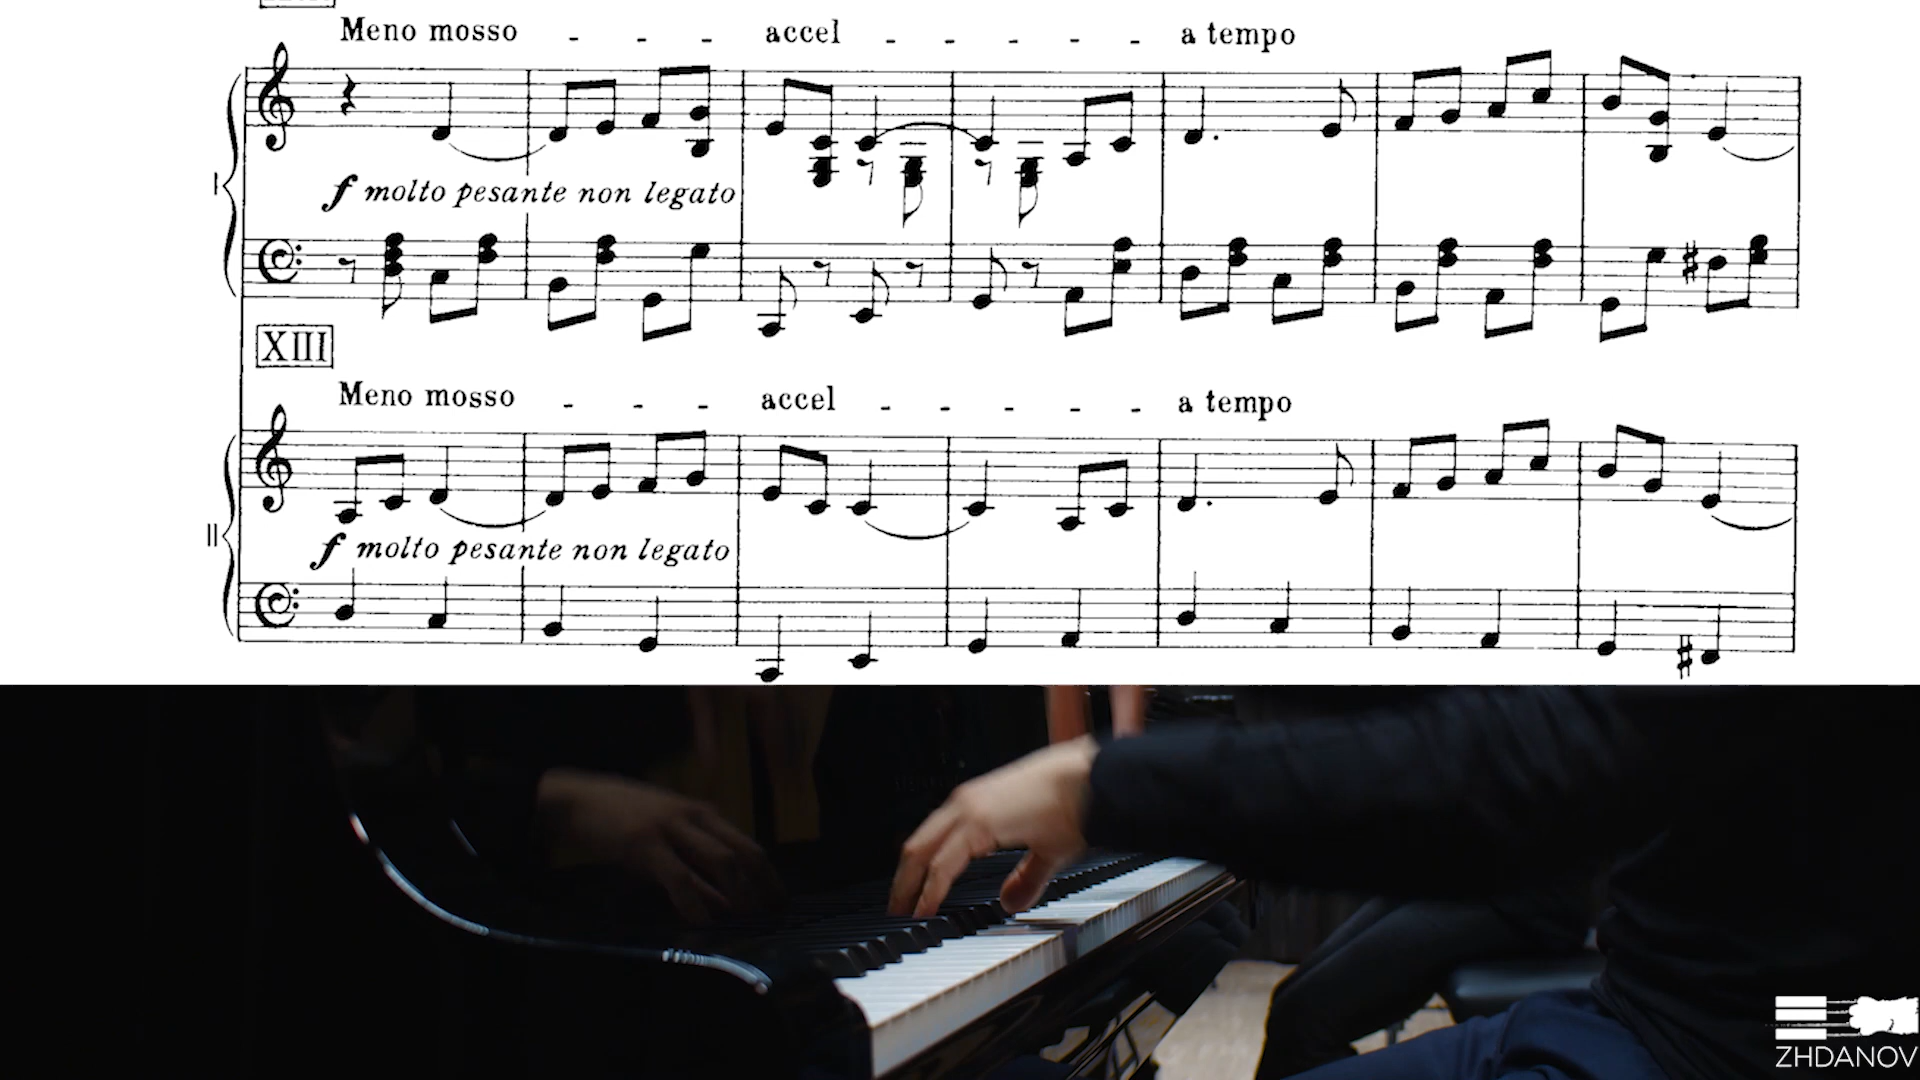 Meno mosso - - - accel - - - - - a tempo
I
f molto pesante non legato
XIII
Meno mosso - - - accel - - - - - a tempo
II
f molto pesante non legato
ZHDANOV